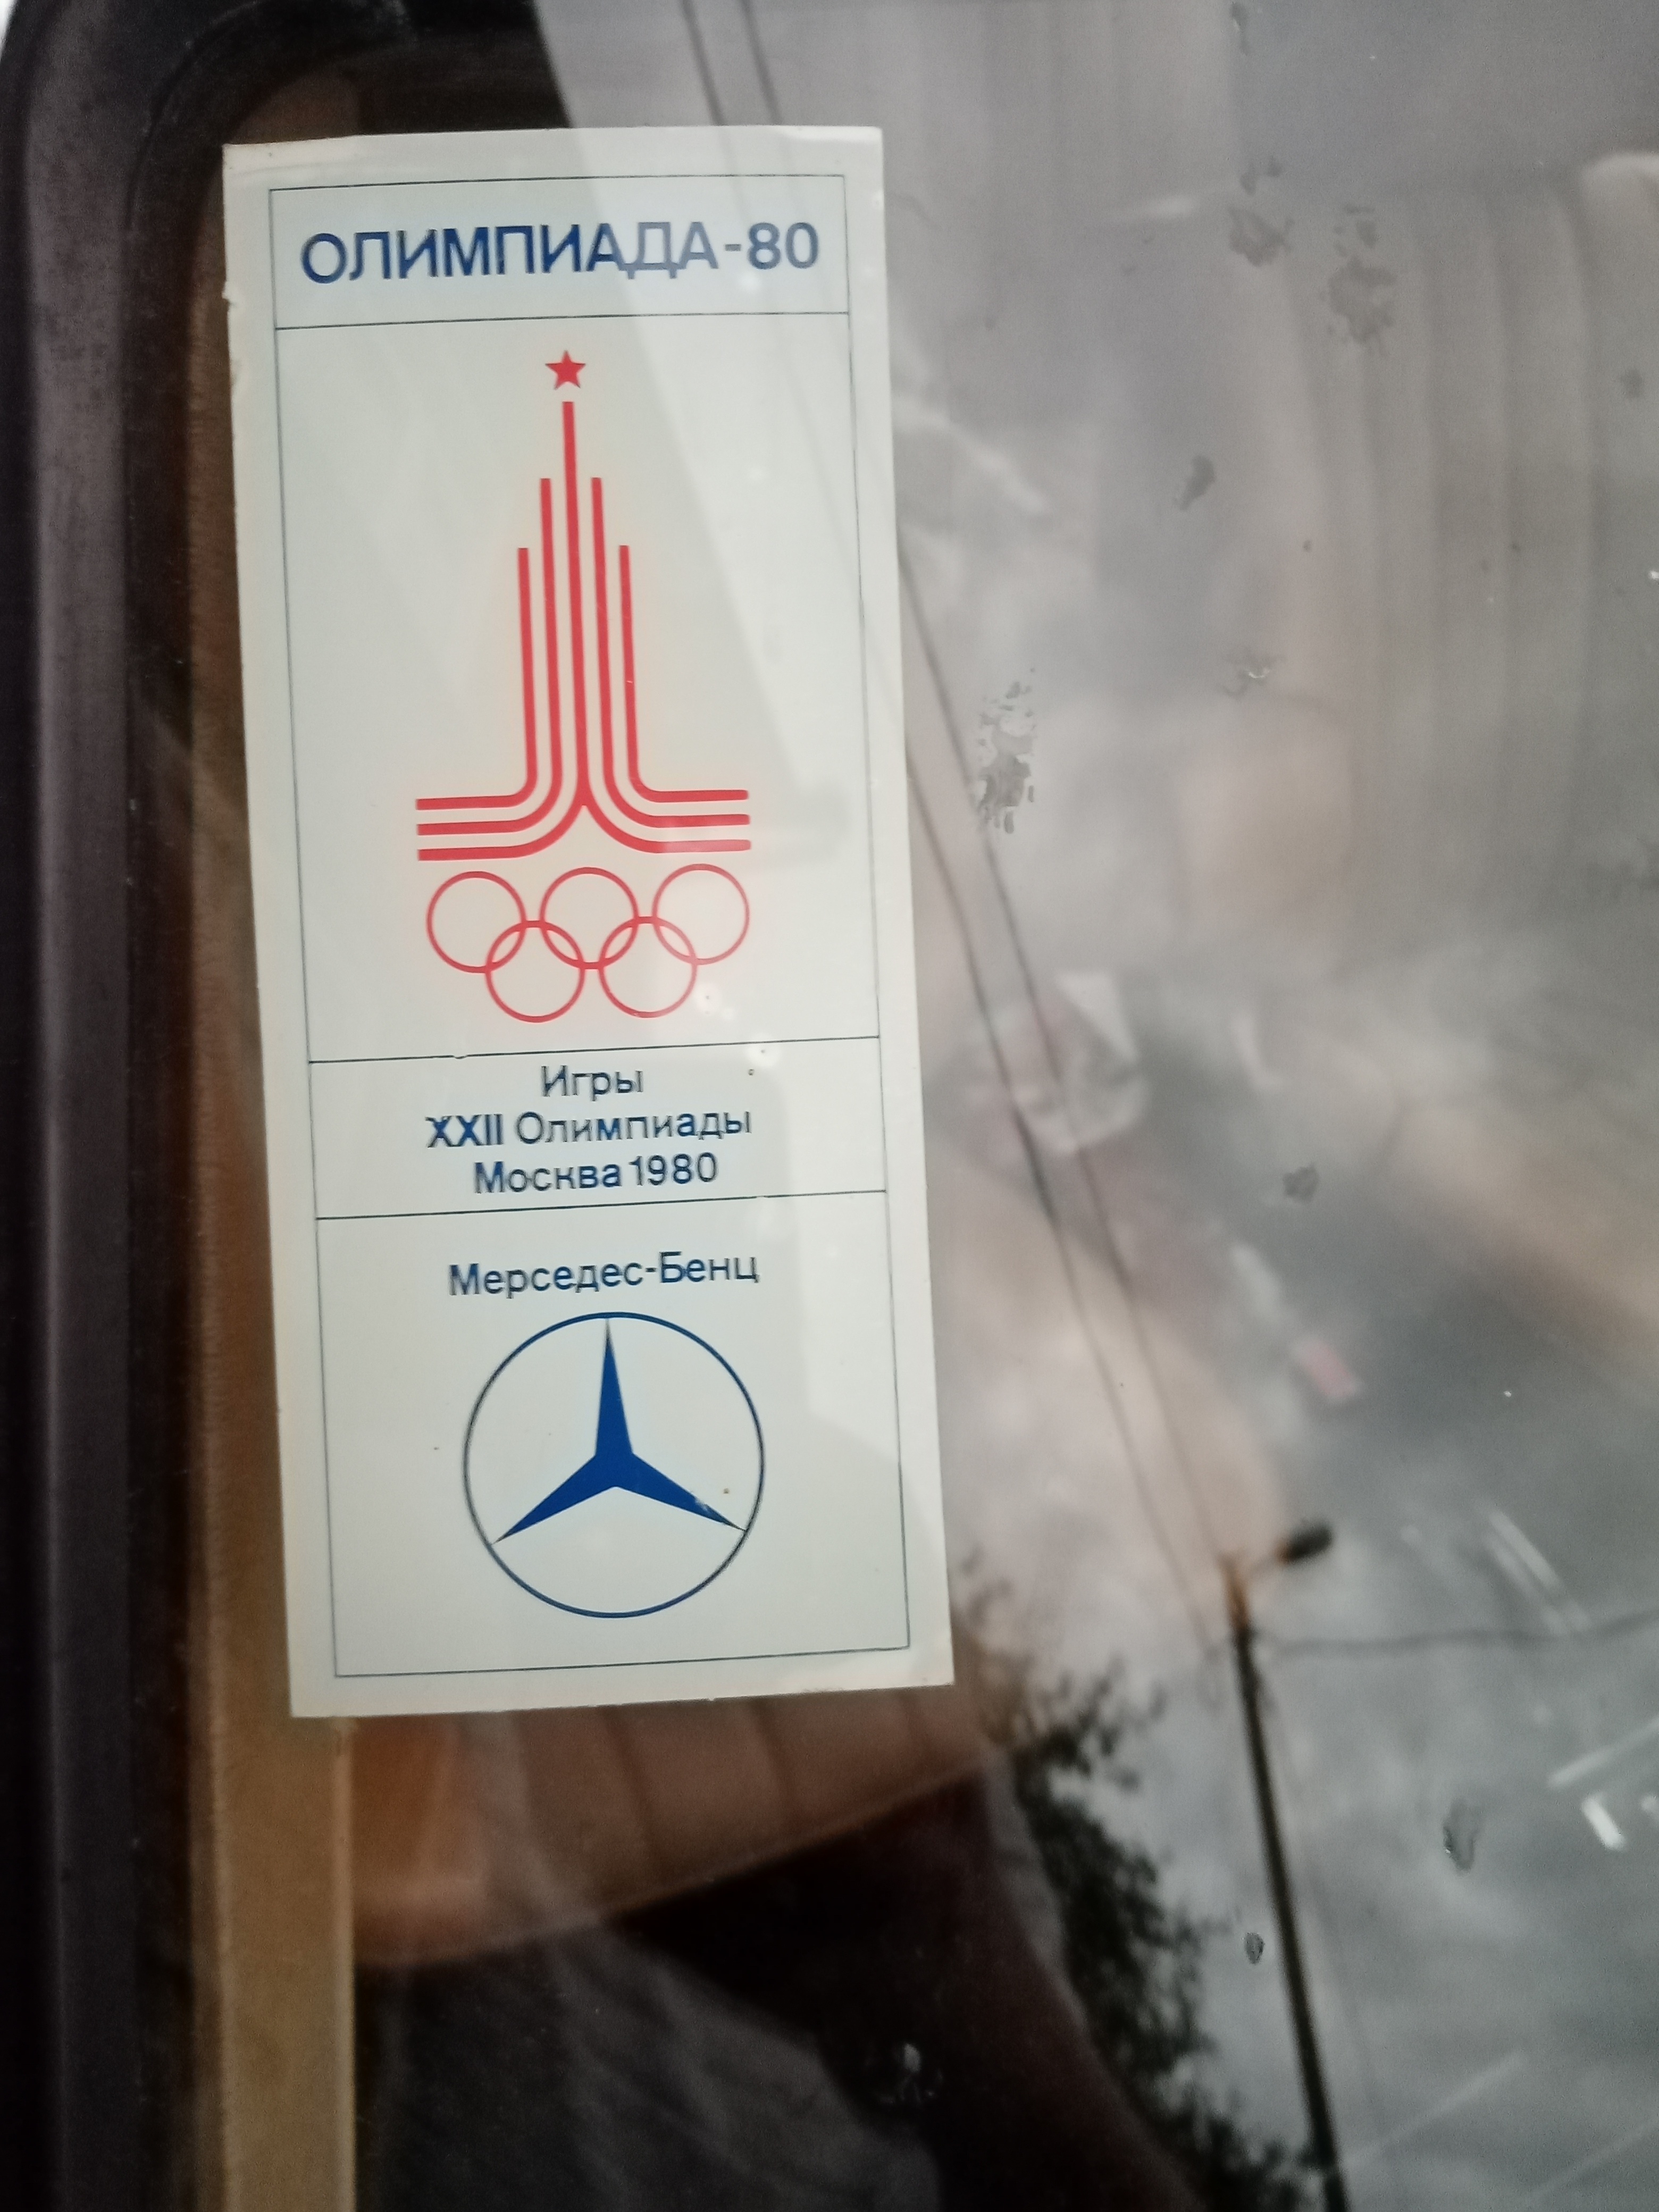 ОЛИМПИАДА-80
Игры
XXII Олимпиады
Москва 1980
Мерседес-Бенц